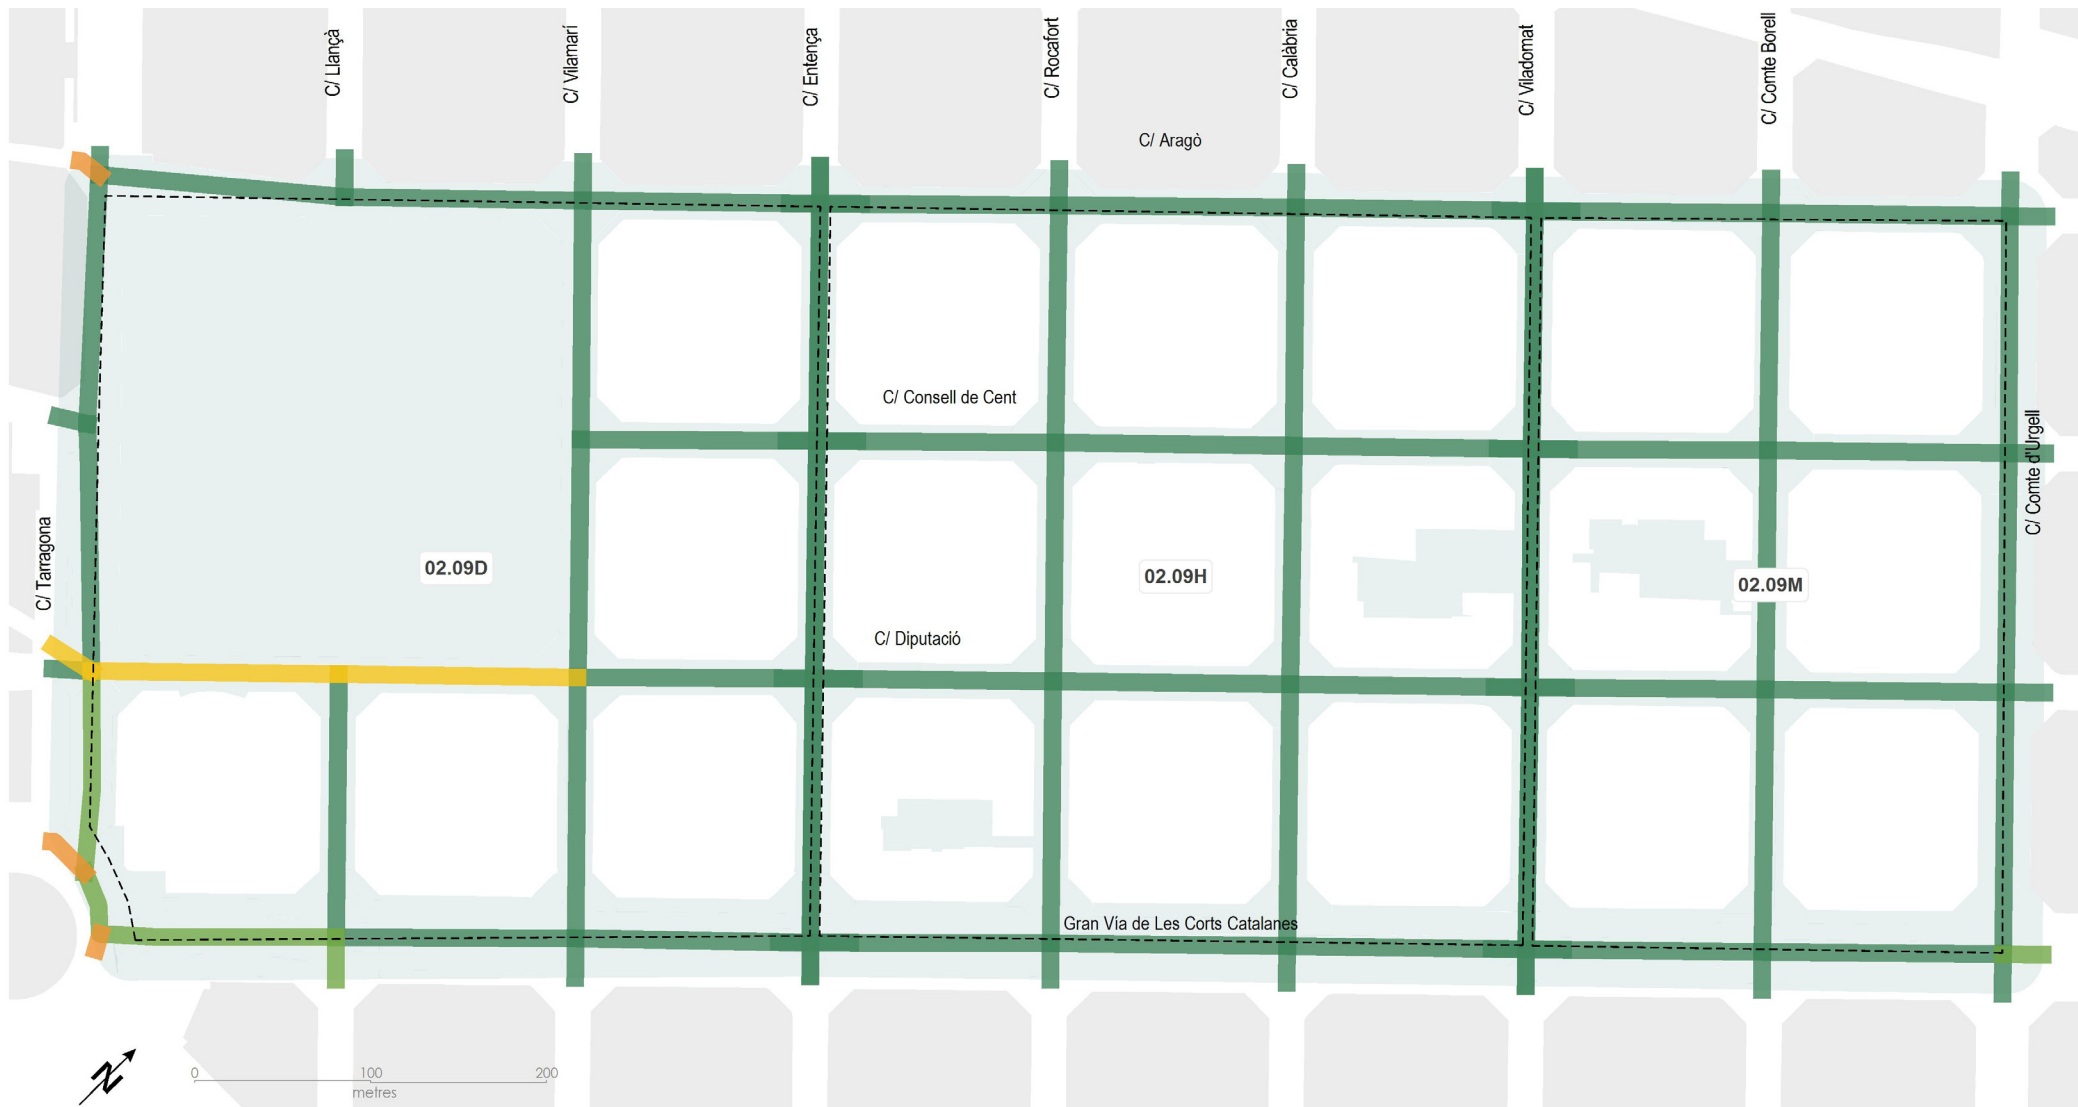 C/ Llançà
C/ Vilamarí
C/ Entença
C/ Rocafort
C/ Calàbria
C/ Viladomat
C/ Comte Borell
C/ Aragò
C/ Consell de Cent
C/ Comte d'Urgell
C/ Tarragona
02.09D
02.09H
02.09M
C/ Diputació
Gran Via de Les Corts Catalanes
N
0 100 200
metres